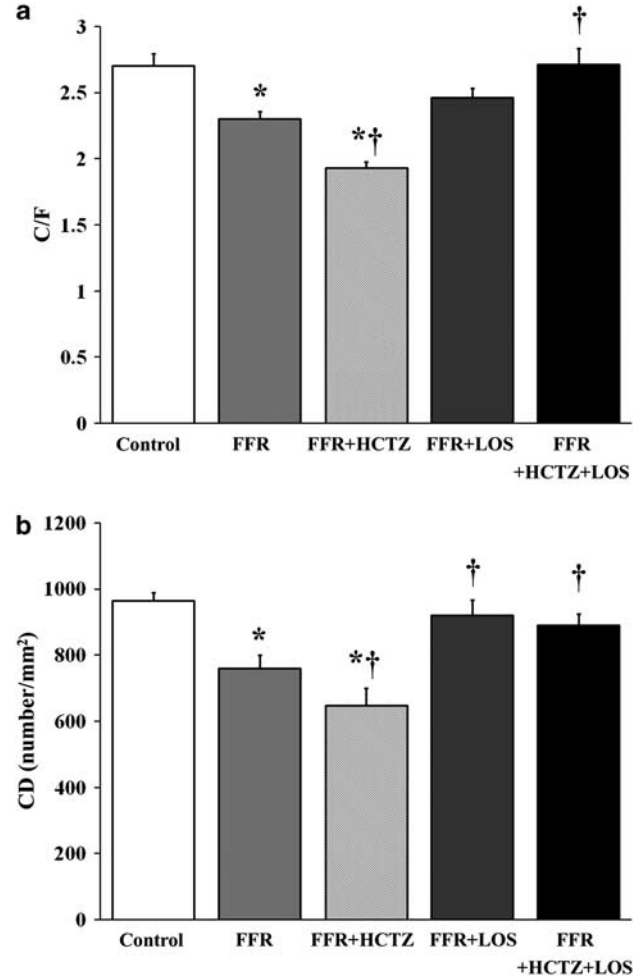 a
3
2.5
2
1.5
1
0.5
0
C/F
*
*†
†
Control
FFR
FFR+HCTZ
FFR+LOS
FFR
+HCTZ+LOS
b
1200
1000
800
600
400
200
0
CD (number/mm²)
*
*†
†
†
Control
FFR
FFR+HCTZ
FFR+LOS
FFR
+HCTZ+LOS